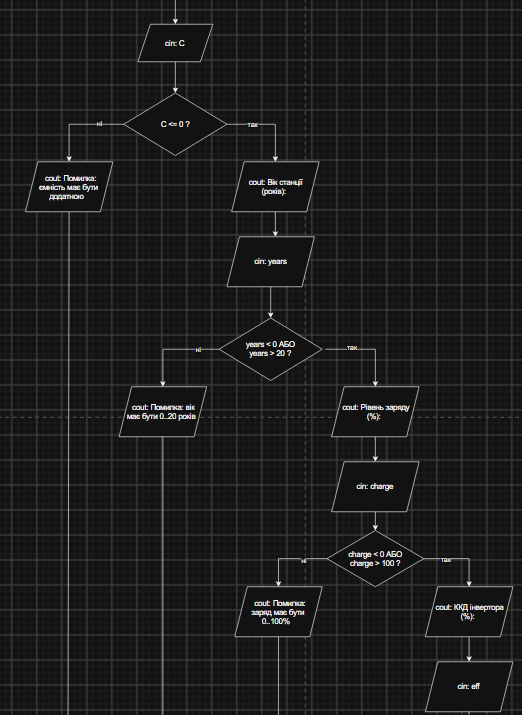 cin: C
C <= 0 ?
ні
так
cout: Помилка:
ємність має бути
додатною
cout: Вік станції
(років):
cin: years
years < 0 АБО
years > 20 ?
ні
так
cout: Помилка: вік
має бути 0..20 років
cout: Рівень заряду
(%):
cin: charge
charge < 0 АБО
charge > 100 ?
ні
так
cout: Помилка:
заряд має бути
0..100%
cout: ККД інвертора
(%):
cin: eff